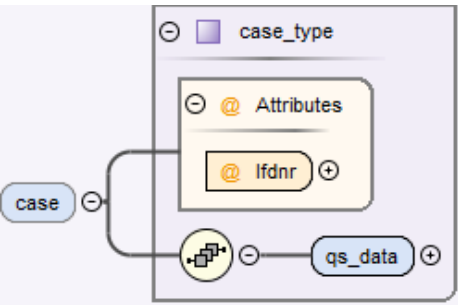 case_type
@ Attributes
@ lfdnr
case
qs_data